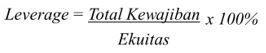 Leverage = Total Kewajiban x 100%
Ekuitas